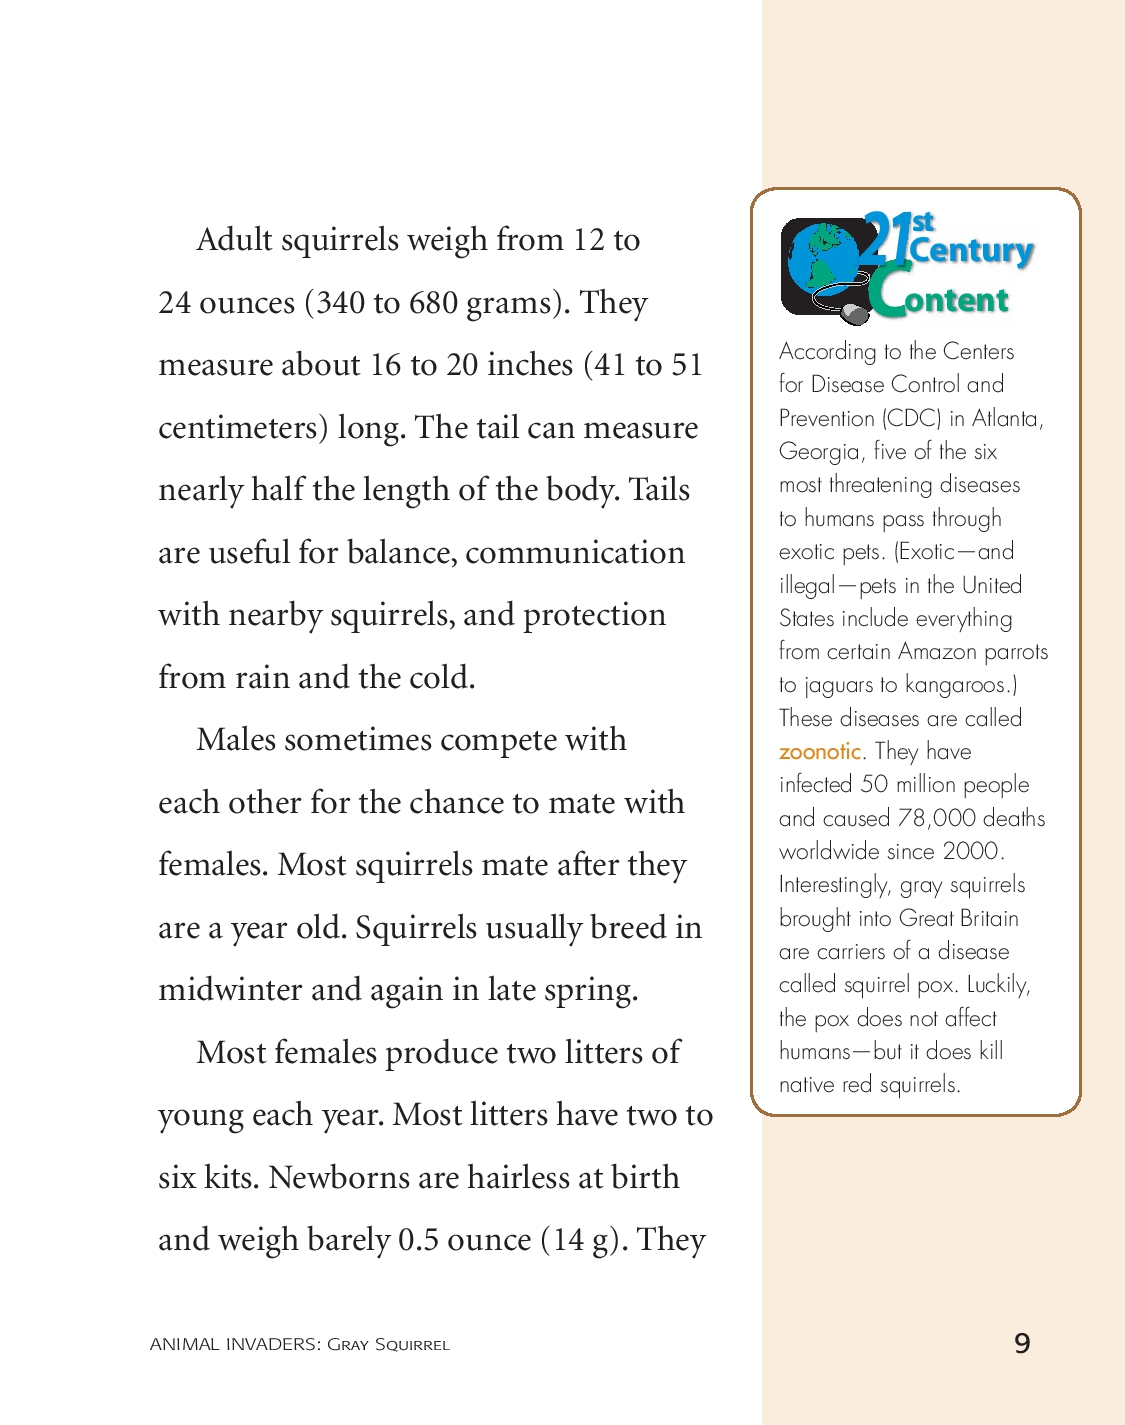 Adult squirrels weigh from 12 to
24 ounces (340 to 680 grams). They
measure about 16 to 20 inches (41 to 51
centimeters) long. The tail can measure
nearly half the length of the body. Tails
are useful for balance, communication
with nearby squirrels, and protection
from rain and the cold.
Males sometimes compete with
each other for the chance to mate with
females. Most squirrels mate after they
are a year old. Squirrels usually breed in
midwinter and again in late spring.
Most females produce two litters of
young each year. Most litters have two to
six kits. Newborns are hairless at birth
and weigh barely 0.5 ounce (14 g). They
21st
Century
Content
According to the Centers
for Disease Control and
Prevention (CDC) in Atlanta,
Georgia, five of the six
most threatening diseases
to humans pass through
exotic pets. (Exotic—and
illegal—pets in the United
States include everything
from certain Amazon parrots
to jaguars to kangaroos.)
These diseases are called
zoonotic. They have
infected 50 million people
and caused 78,000 deaths
worldwide since 2000.
Interestingly, gray squirrels
brought into Great Britain
are carriers of a disease
called squirrel pox. Luckily,
the pox does not affect
humans—but it does kill
native red squirrels.
ANIMAL INVADERS: Gray Squirrel
9